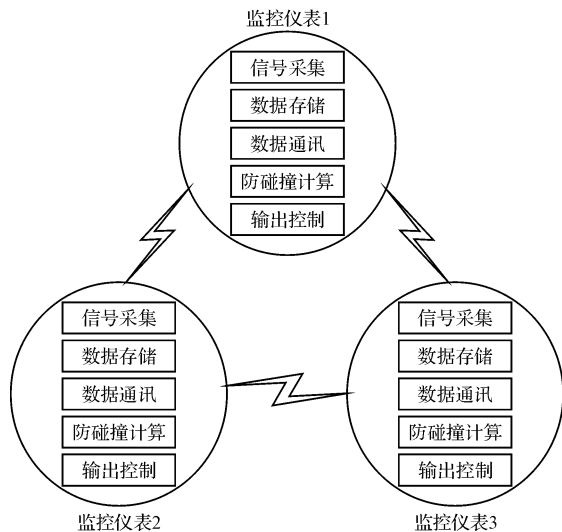 监控仪表1
信号采集
数据存储
数据通讯
防碰撞计算
输出控制
信号采集
数据存储
数据通讯
防碰撞计算
输出控制
监控仪表2
信号采集
数据存储
数据通讯
防碰撞计算
输出控制
监控仪表3